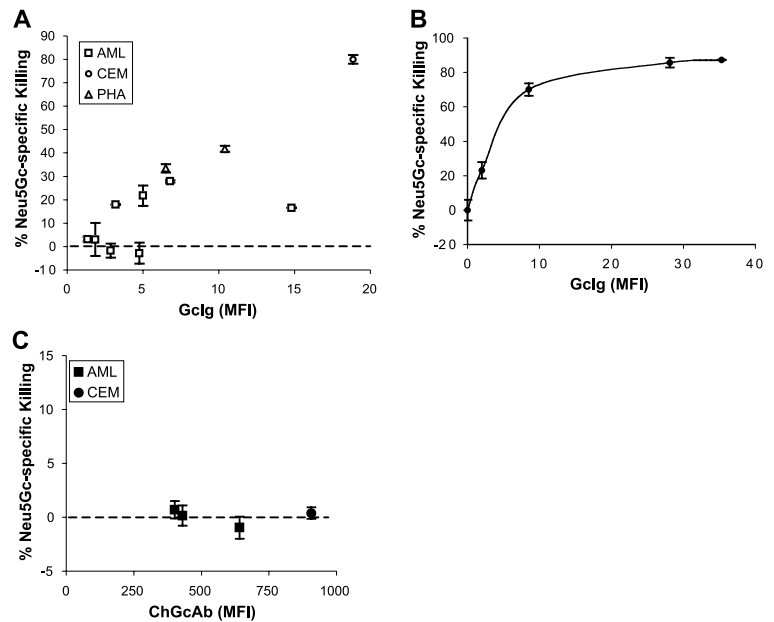 A
% Neu5Gc-specific Killing
90
80
70
60
50
40
30
20
10
0
-10
AML
CEM
PHA
0 5 10 15 20
GcIg (MFI)
B
% Neu5Gc-specific Killing
100
80
60
40
20
0
-20
0 10 20 30 40
GcIg (MFI)
C
% Neu5Gc-specific Killing
15
10
5
0
-5
AML
CEM
0 250 500 750 1000
ChGcAb (MFI)